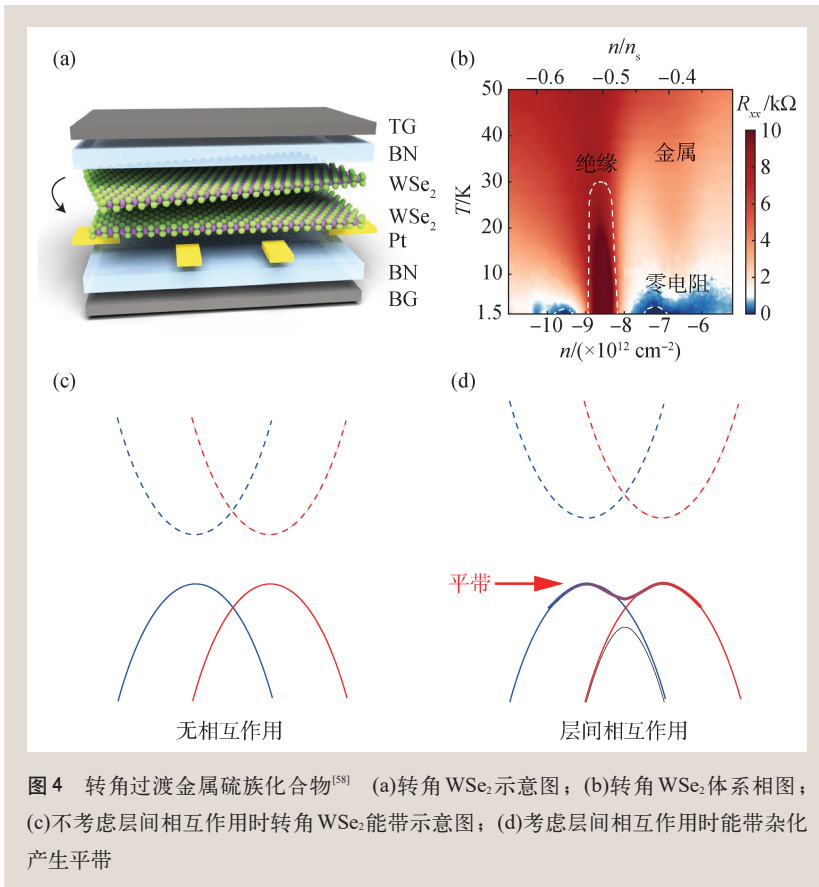 (a)
TG
BN
WSe₂
WSe₂
Pt
BN
BG
(b)
n/nₛ
−0.6 −0.5 −0.4
50
40
30
20
10
1.5
T/K
绝缘
金属
零电阻
−10 −9 −8 −7 −6
n/(×10¹² cm⁻²)
Rₓₓ/kΩ
10
8
6
4
2
0
(c)
无相互作用
(d)
平带
层间相互作用
图4 转角过渡金属硫族化合物[58] (a)转角WSe₂示意图；(b)转角WSe₂体系相图；
(c)不考虑层间相互作用时转角WSe₂能带示意图；(d)考虑层间相互作用时能带杂化
产生平带